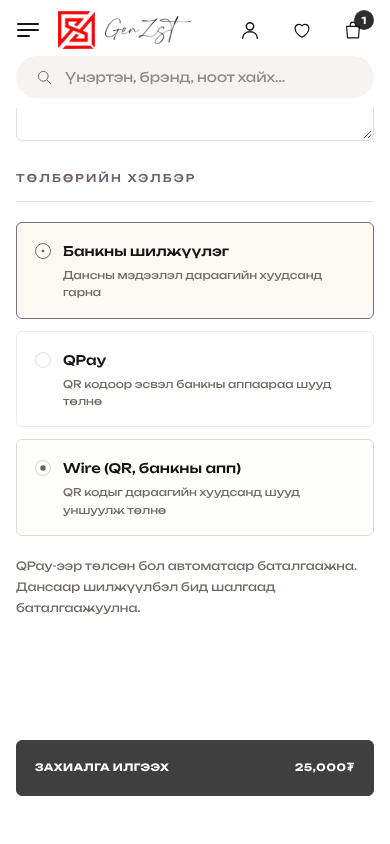 GenZst
1
Үнэртэн, брэнд, ноот хайх...
ТӨЛБӨРИЙН ХЭЛБЭР
Банкны шилжүүлэг
Дансны мэдээлэл дараагийн хуудсанд
гарна
QPay
QR кодоор эсвэл банкны аппаараа шууд
төлнө
Wire (QR, банкны апп)
QR кодыг дараагийн хуудсанд шууд
уншуулж төлнө
QPay-ээр төлсөн бол автоматаар баталгаажна.
Дансаар шилжүүлбэл бид шалгаад
баталгаажуулна.
ЗАХИАЛГА ИЛГЭЭХ 25,000₮